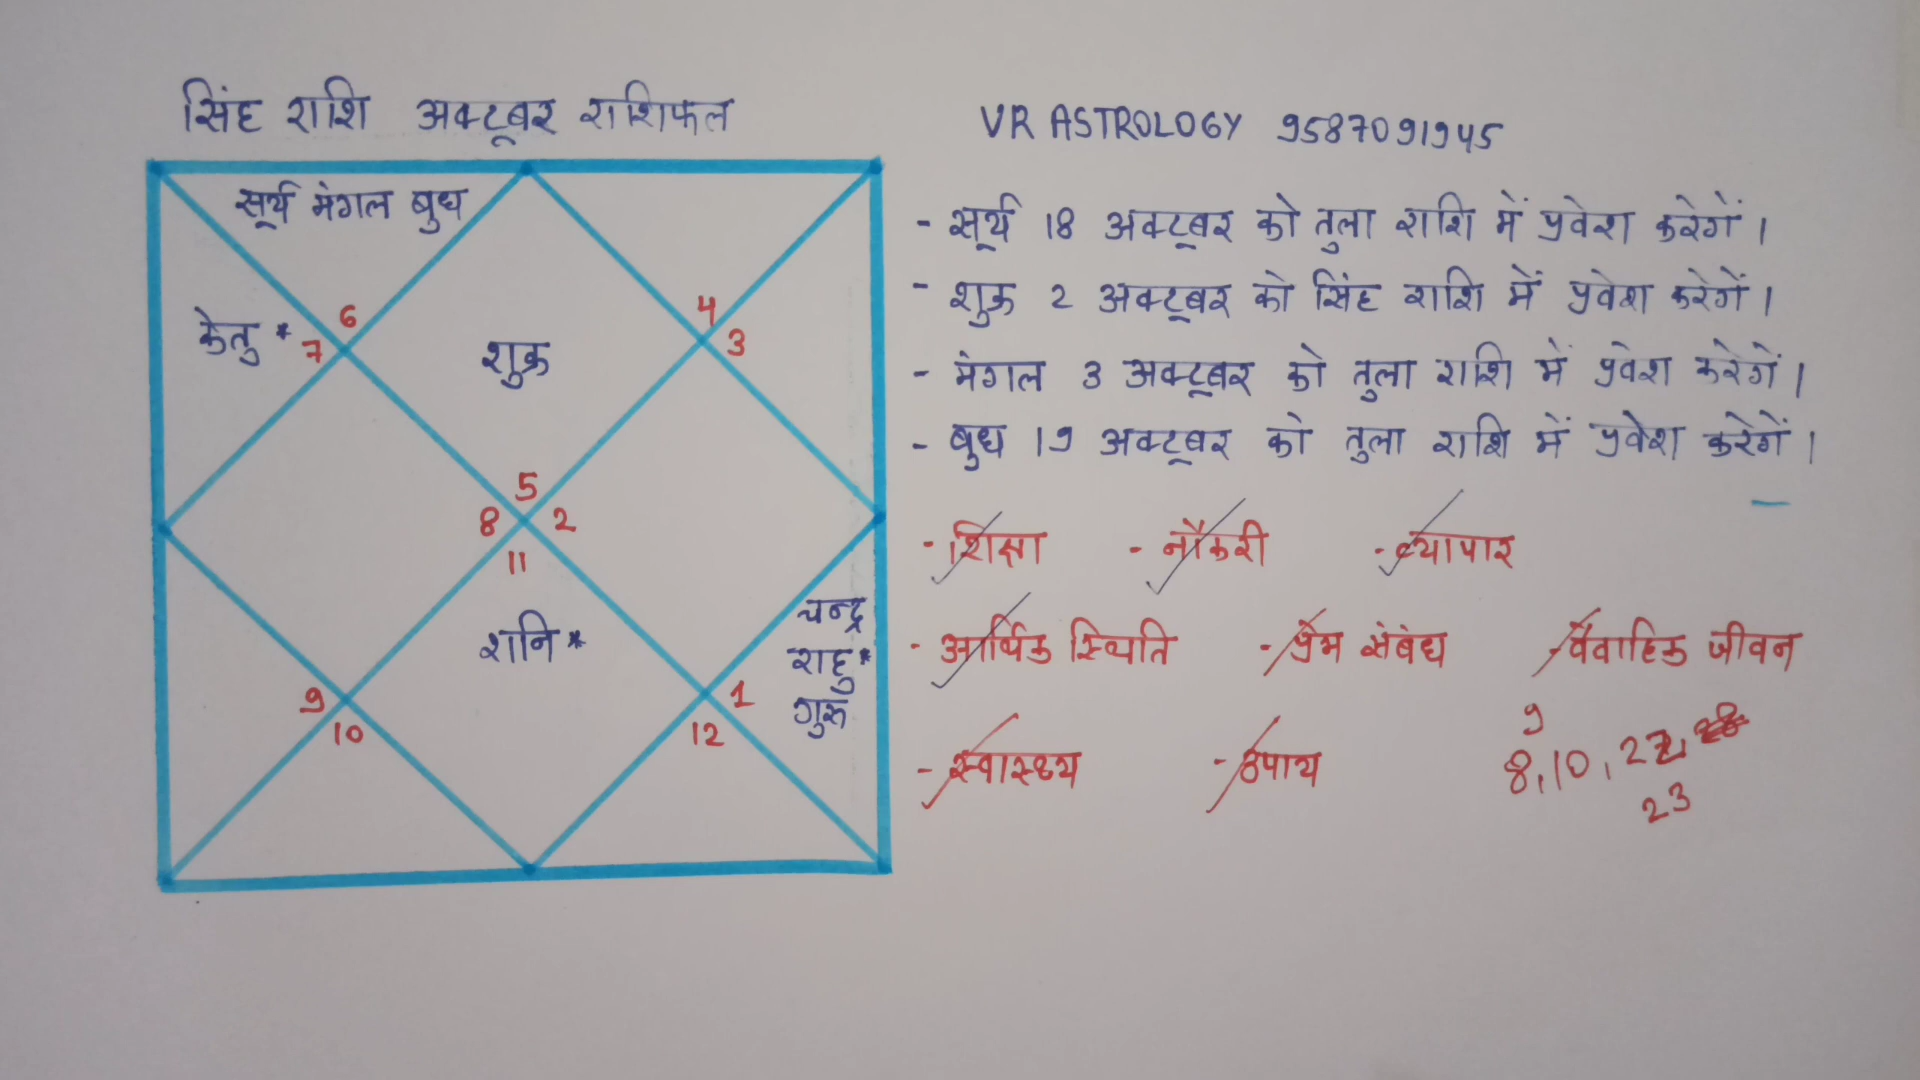 सिंह राशि अक्टूबर राशिफल
VR ASTROLOGY 9587091945
सूर्य मंगल बुध
केतु *
6
7
शुक्र
4
3
5
8
2
11
शनि *
चन्द्र
राहु *
गुरु
9
10
1
12
- सूर्य 18 अक्टूबर को तुला राशि में प्रवेश करेगें।
- शुक्र 2 अक्टूबर को सिंह राशि में प्रवेश करेगें।
- मंगल 3 अक्टूबर को तुला राशि में प्रवेश करेगें।
- बुध 19 अक्टूबर को तुला राशि में प्रवेश करेगें।
- शिक्षा - नौकरी - व्यापार
- आर्थिक स्थिति - प्रेम संबंध - वैवाहिक जीवन
- स्वास्थ्य - उपाय
9
8, 10, 22,
23